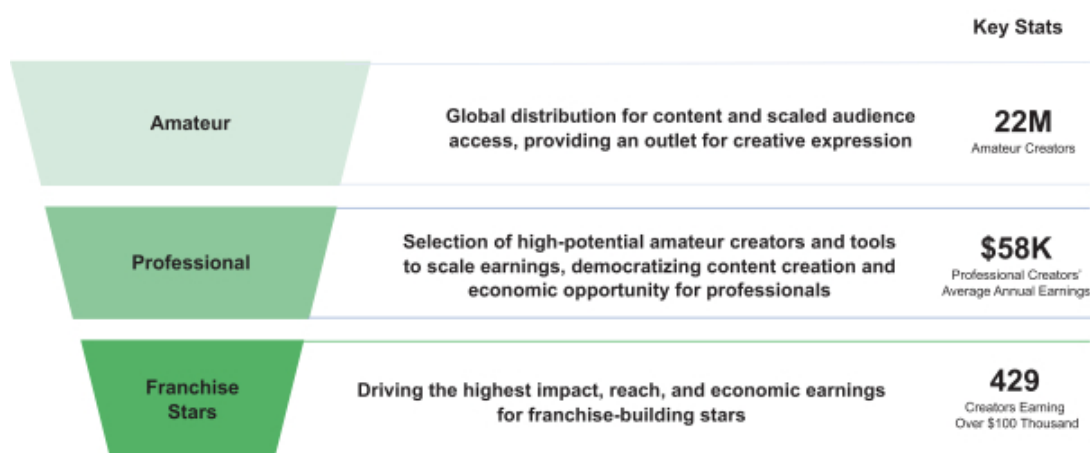 Key Stats
Amateur
Global distribution for content and scaled audience
access, providing an outlet for creative expression
22M
Amateur Creators
Professional
Selection of high-potential amateur creators and tools
to scale earnings, democratizing content creation and
economic opportunity for professionals
$58K
Professional Creators'
Average Annual Earnings
Franchise
Stars
Driving the highest impact, reach, and economic earnings
for franchise-building stars
429
Creators Earning
Over $100 Thousand